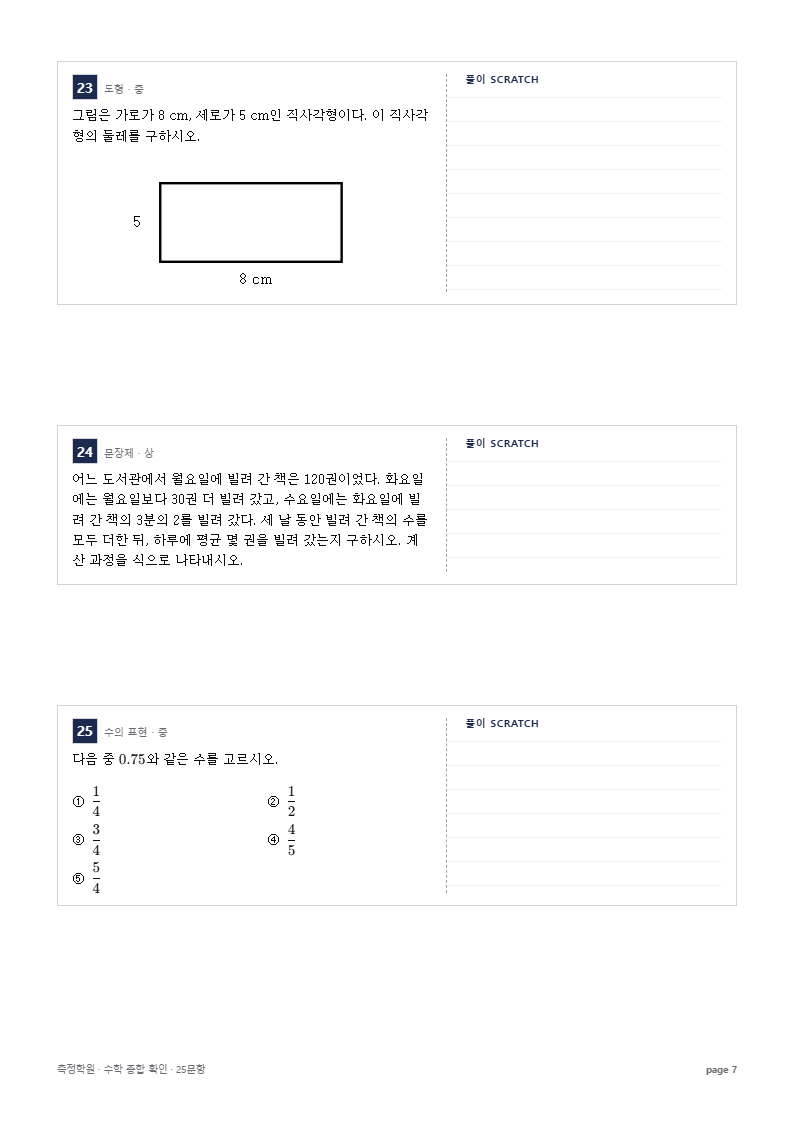 23 도형 · 중
그림은 가로가 8 cm, 세로가 5 cm인 직사각형이다. 이 직사각
형의 둘레를 구하시오.
5
8 cm
풀이 SCRATCH
24 문장제 · 상
어느 도서관에서 월요일에 빌려 간 책은 120권이었다. 화요일
에는 월요일보다 30권 더 빌려 갔고, 수요일에는 화요일에 빌
려 간 책의 3분의 2를 빌려 갔다. 세 날 동안 빌려 간 책의 수를
모두 더한 뒤, 하루에 평균 몇 권을 빌려 갔는지 구하시오. 계
산 과정을 식으로 나타내시오.
풀이 SCRATCH
25 수의 표현 · 중
다음 중 0.75와 같은 수를 고르시오.
① 1/4 ② 1/2
③ 3/4 ④ 4/5
⑤ 5/4
풀이 SCRATCH
측정학원 · 수학 종합 확인 · 25문항 page 7